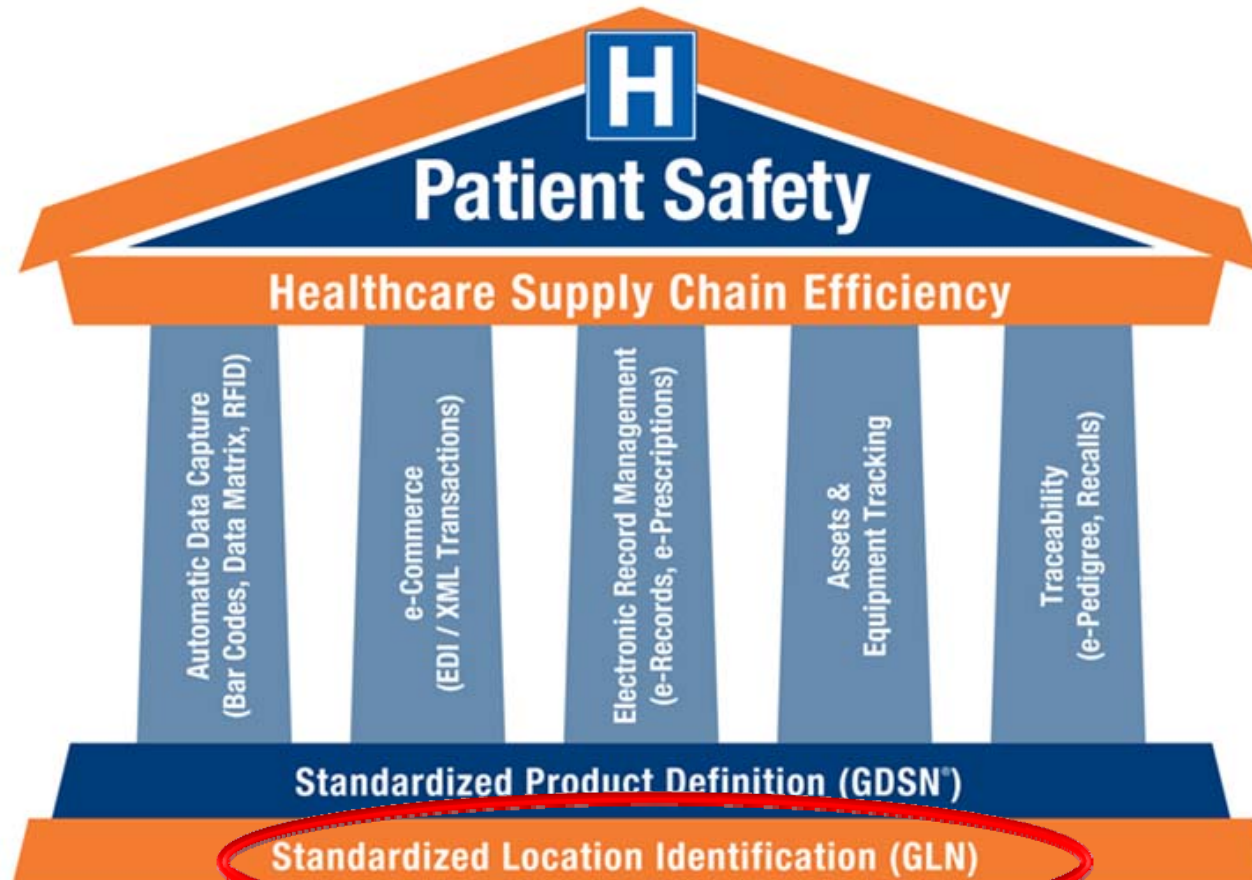 H
Patient Safety
Healthcare Supply Chain Efficiency
Automatic Data Capture
(Bar Codes, Data Matrix, RFID)
e-Commerce
(EDI / XML Transactions)
Electronic Record Management
(e-Records, e-Prescriptions)
Assets &
Equipment Tracking
Traceability
(e-Pedigree, Recalls)
Standardized Product Definition (GDSN®)
Standardized Location Identification (GLN)